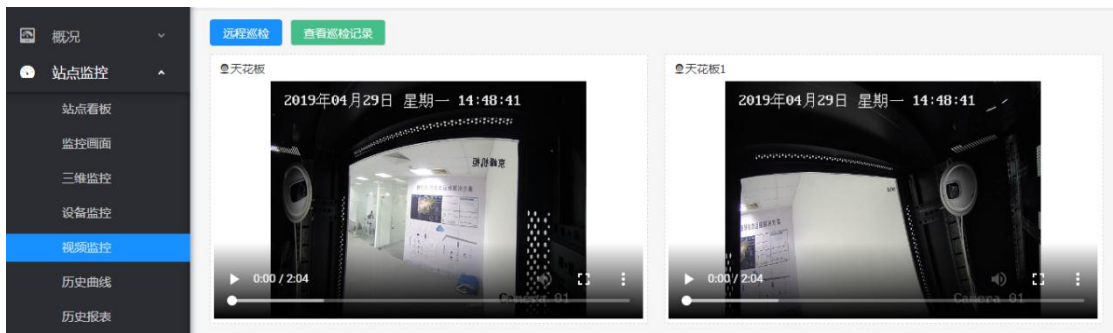 概况
站点监控
站点看板
监控画面
三维监控
设备监控
视频监控
历史曲线
历史报表
远程巡检
查看巡检记录
天花板
2019年04月29日 星期一 14:48:41
0:00 / 2:04
Camera 01
天花板1
2019年04月29日 星期一 14:48:41
0:00 / 2:04
Camera 01